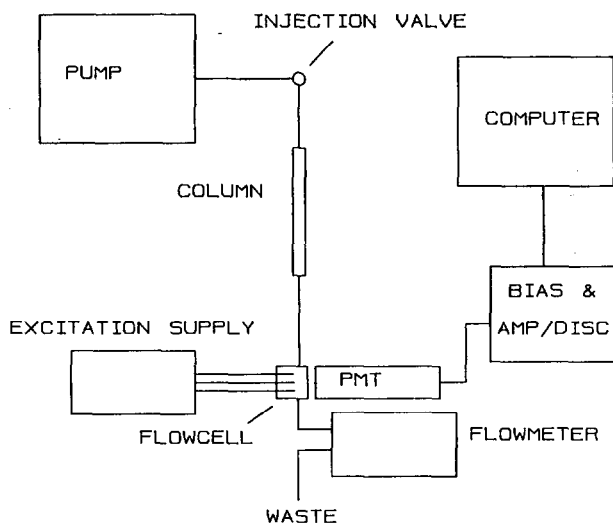 INJECTION VALVE
PUMP
COMPUTER
COLUMN
BIAS &
AMP/DISC
EXCITATION SUPPLY
PMT
FLOWCELL
FLOWMETER
WASTE